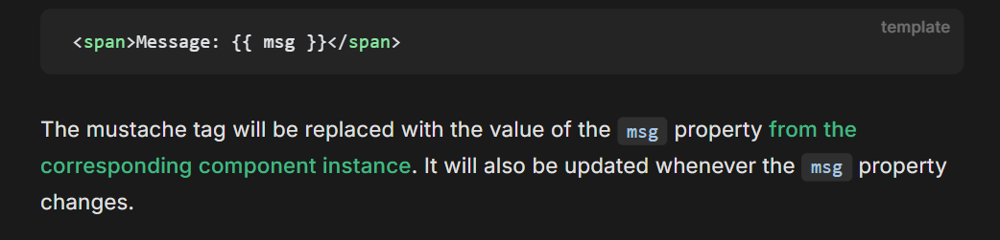 template
<span>Message: {{ msg }}</span>
The mustache tag will be replaced with the value of the msg property from the
corresponding component instance. It will also be updated whenever the msg property
changes.